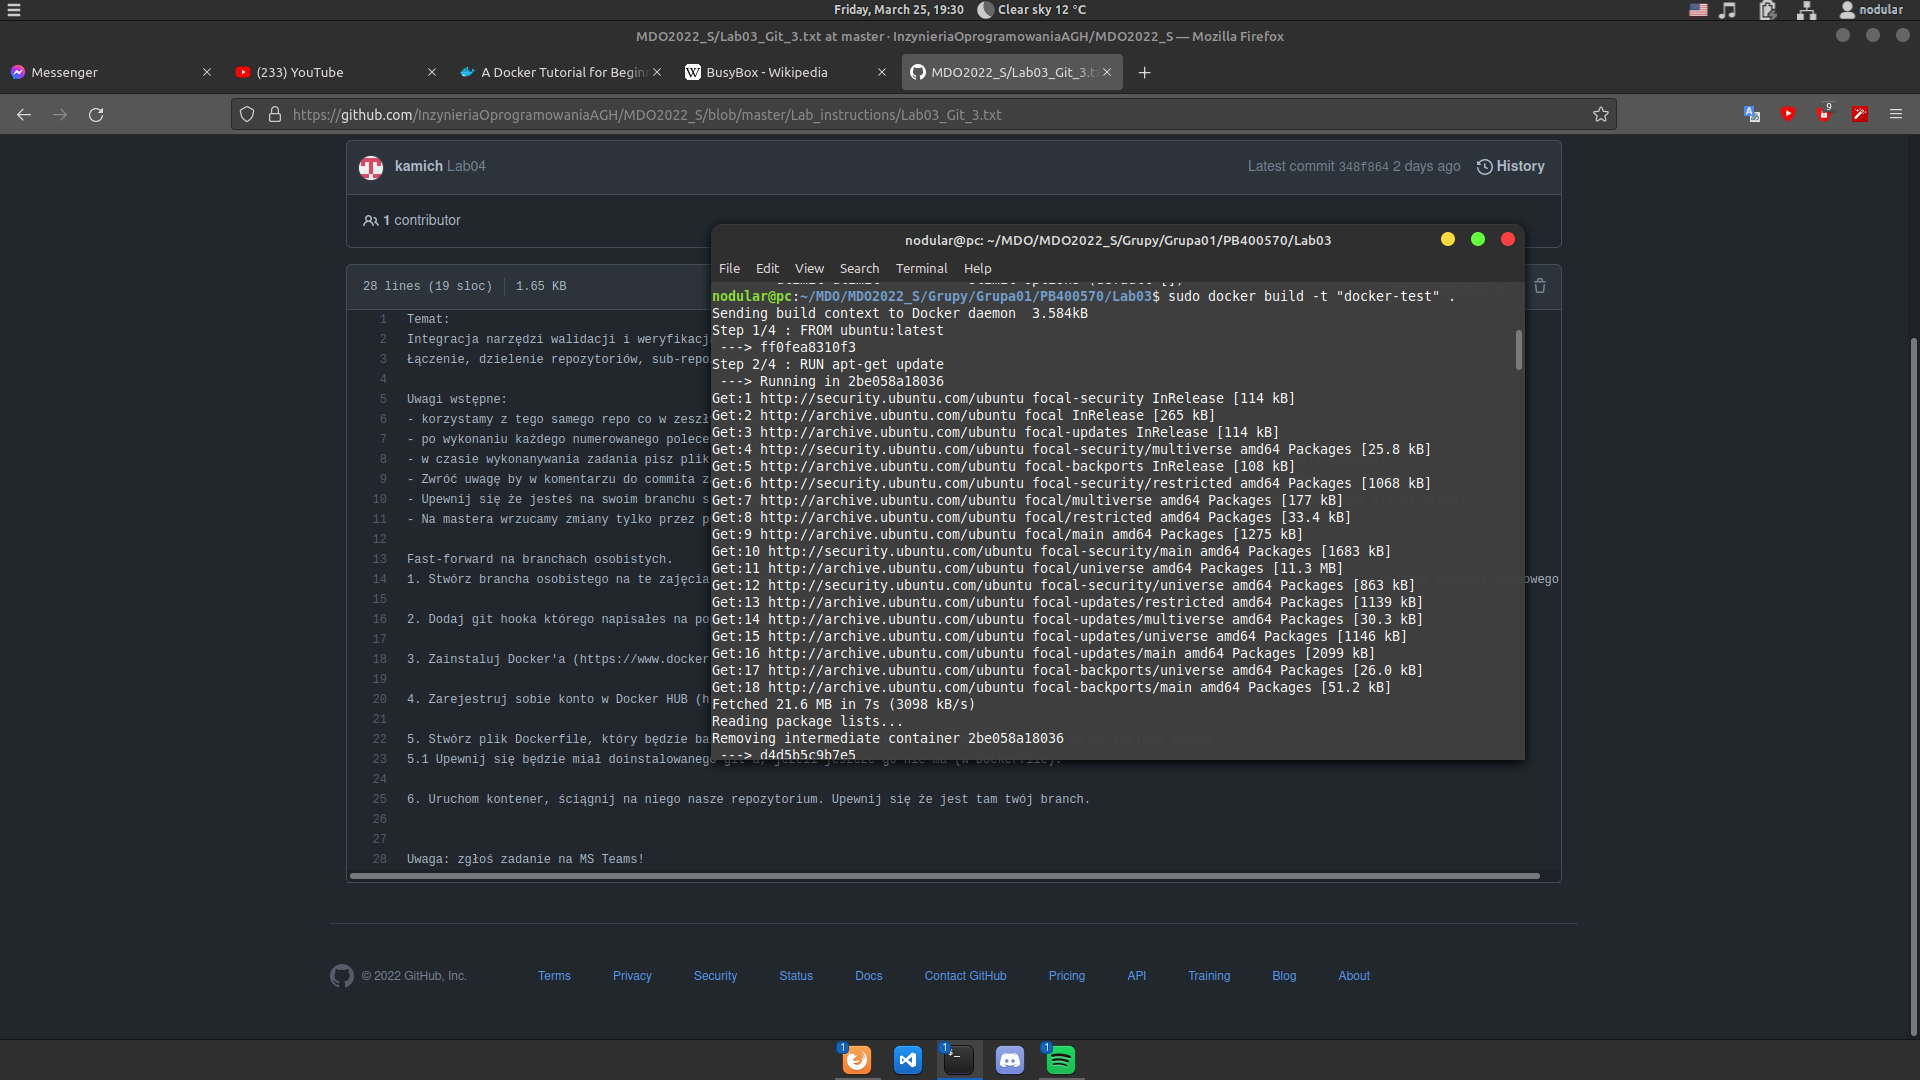 Friday, March 25, 19:30
Clear sky 12 °C
nodular
MDO2022_S/Lab03_Git_3.txt at master · InzynieriaOprogramowaniaAGH/MDO2022_S — Mozilla Firefox
Messenger
(233) YouTube
A Docker Tutorial for Begin
BusyBox - Wikipedia
MDO2022_S/Lab03_Git_3.t
https://github.com/InzynieriaOprogramowaniaAGH/MDO2022_S/blob/master/Lab_instructions/Lab03_Git_3.txt
9
kamich Lab04
Latest commit 348f864 2 days ago
History
1 contributor
28 lines (19 sloc)
1.65 KB
1 Temat:
2 Integracja narzędzi walidacji i weryfikacj
3 Łączenie, dzielenie repozytoriów, sub-repo
4
5 Uwagi wstępne:
6 - korzystamy z tego samego repo co w zeszł
7 - po wykonaniu każdego numerowanego polece
8 - w czasie wykonanywania zadania pisz plik
9 - Zwróć uwagę by w komentarzu do commita z
10 - Upewnij się że jesteś na swoim branchu s
11 - Na mastera wrzucamy zmiany tylko przez p
12
13 Fast-forward na branchach osobistych.
14 1. Stwórz brancha osobistego na te zajęcia
15
16 2. Dodaj git hooka którego napisałes na po
17
18 3. Zainstaluj Docker'a (https://www.docker
19
20 4. Zarejestruj sobie konto w Docker HUB (h
21
22 5. Stwórz plik Dockerfile, który będzie ba
23 5.1 Upewnij się będzie miał doinstalowanego
24
25 6. Uruchom kontener, ściągnij na niego nasze repozytorium. Upewnij się że jest tam twój branch.
26
27
28 Uwaga: zgłoś zadanie na MS Teams!
nodular@pc: ~/MDO/MDO2022_S/Grupy/Grupa01/PB400570/Lab03
File Edit View Search Terminal Help
nodular@pc:~/MDO/MDO2022_S/Grupy/Grupa01/PB400570/Lab03$ sudo docker build -t "docker-test" .
Sending build context to Docker daemon  3.584kB
Step 1/4 : FROM ubuntu:latest
 ---> ff0fea8310f3
Step 2/4 : RUN apt-get update
 ---> Running in 2be058a18036
Get:1 http://security.ubuntu.com/ubuntu focal-security InRelease [114 kB]
Get:2 http://archive.ubuntu.com/ubuntu focal InRelease [265 kB]
Get:3 http://archive.ubuntu.com/ubuntu focal-updates InRelease [114 kB]
Get:4 http://security.ubuntu.com/ubuntu focal-security/multiverse amd64 Packages [25.8 kB]
Get:5 http://archive.ubuntu.com/ubuntu focal-backports InRelease [108 kB]
Get:6 http://security.ubuntu.com/ubuntu focal-security/restricted amd64 Packages [1068 kB]
Get:7 http://archive.ubuntu.com/ubuntu focal/multiverse amd64 Packages [177 kB]
Get:8 http://archive.ubuntu.com/ubuntu focal/restricted amd64 Packages [33.4 kB]
Get:9 http://archive.ubuntu.com/ubuntu focal/main amd64 Packages [1275 kB]
Get:10 http://security.ubuntu.com/ubuntu focal-security/main amd64 Packages [1683 kB]
Get:11 http://archive.ubuntu.com/ubuntu focal/universe amd64 Packages [11.3 MB]
Get:12 http://security.ubuntu.com/ubuntu focal-security/universe amd64 Packages [863 kB]
Get:13 http://archive.ubuntu.com/ubuntu focal-updates/restricted amd64 Packages [1139 kB]
Get:14 http://archive.ubuntu.com/ubuntu focal-updates/multiverse amd64 Packages [30.3 kB]
Get:15 http://archive.ubuntu.com/ubuntu focal-updates/universe amd64 Packages [1146 kB]
Get:16 http://archive.ubuntu.com/ubuntu focal-updates/main amd64 Packages [2099 kB]
Get:17 http://archive.ubuntu.com/ubuntu focal-backports/universe amd64 Packages [26.0 kB]
Get:18 http://archive.ubuntu.com/ubuntu focal-backports/main amd64 Packages [51.2 kB]
Fetched 21.6 MB in 7s (3098 kB/s)
Reading package lists...
Removing intermediate container 2be058a18036
 ---> d4d5b5c9b7e5
© 2022 GitHub, Inc.
Terms
Privacy
Security
Status
Docs
Contact GitHub
Pricing
API
Training
Blog
About
1
1
1